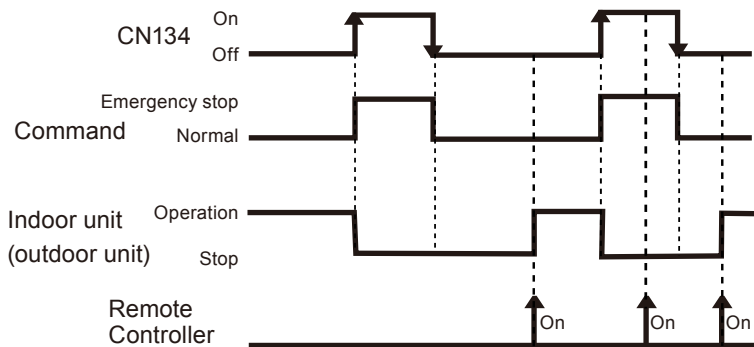 On
CN134
Off
Emergency stop
Command
Normal
Operation
Indoor unit
(outdoor unit)
Stop
Remote
Controller
On
On
On